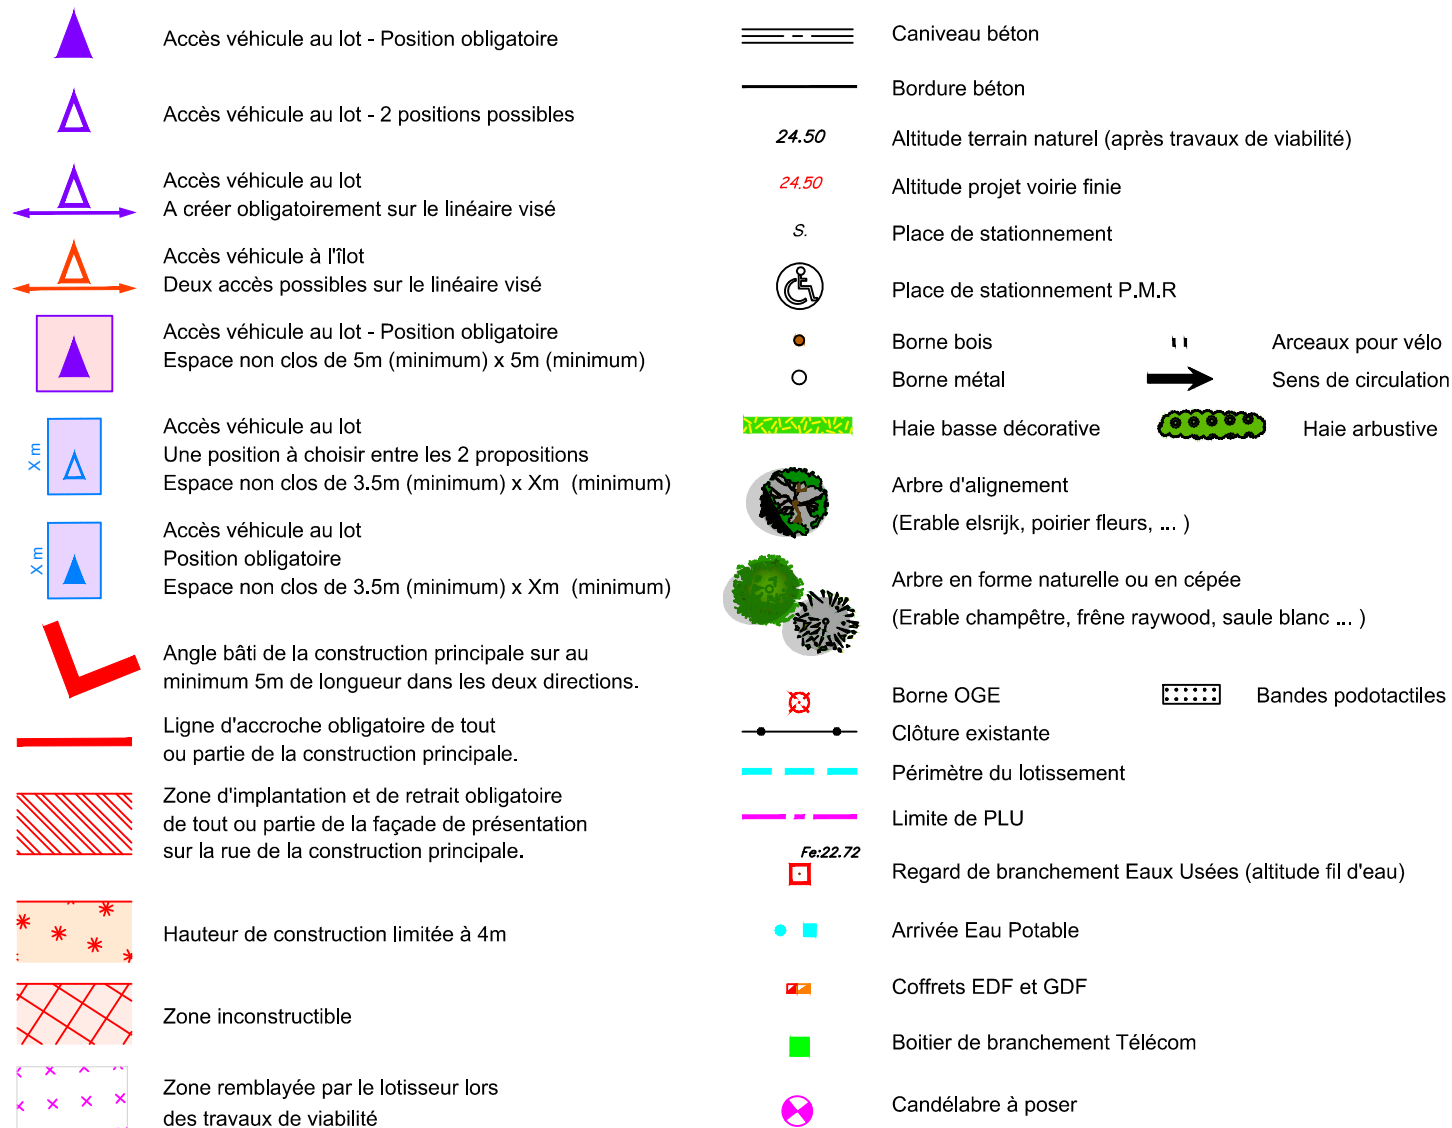 Accès véhicule au lot - Position obligatoire
Accès véhicule au lot - 2 positions possibles
Accès véhicule au lot
A créer obligatoirement sur le linéaire visé
Accès véhicule à l'îlot
Deux accès possibles sur le linéaire visé
Accès véhicule au lot - Position obligatoire
Espace non clos de 5m (minimum) x 5m (minimum)
X m
Accès véhicule au lot
Une position à choisir entre les 2 propositions
Espace non clos de 3.5m (minimum) x Xm (minimum)
X m
Accès véhicule au lot
Position obligatoire
Espace non clos de 3.5m (minimum) x Xm (minimum)
Angle bâti de la construction principale sur au
minimum 5m de longueur dans les deux directions.
Ligne d'accroche obligatoire de tout
ou partie de la construction principale.
Zone d'implantation et de retrait obligatoire
de tout ou partie de la façade de présentation
sur la rue de la construction principale.
Hauteur de construction limitée à 4m
Zone inconstructible
Zone remblayée par le lotisseur lors
des travaux de viabilité
Caniveau béton
Bordure béton
24.50 Altitude terrain naturel (après travaux de viabilité)
24.50 Altitude projet voirie finie
S. Place de stationnement
Place de stationnement P.M.R
Borne bois
Arceaux pour vélo
Borne métal
Sens de circulation
Haie basse décorative
Haie arbustive
Arbre d'alignement
(Erable elsrijk, poirier fleurs, ... )
Arbre en forme naturelle ou en cépée
(Erable champêtre, frêne raywood, saule blanc ... )
Borne OGE
Bandes podotactiles
Clôture existante
Périmètre du lotissement
Limite de PLU
Fe:22.72
Regard de branchement Eaux Usées (altitude fil d'eau)
Arrivée Eau Potable
Coffrets EDF et GDF
Boitier de branchement Télécom
Candélabre à poser